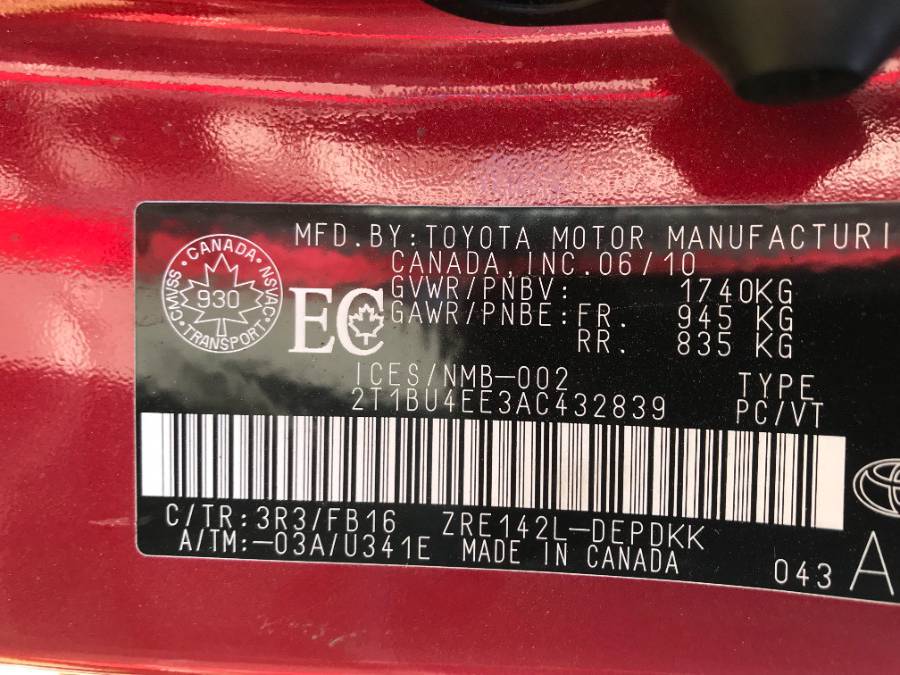 MFD.BY:TOYOTA MOTOR MANUFACTURI
CANADA, INC. 06/10
GVWR/PNBV: 1740KG
GAWR/PNBE:FR. 945 KG
RR. 835 KG
CANADA · NSVAC · TRANSPORT · CMVSS ·
930
EC
ICES/NMB-002 TYPE
2T1BU4EE3AC432839 PC/VT
C/TR:3R3/FB16 ZRE142L-DEPDKK
A/TM:-03A/U341E MADE IN CANADA
043 A